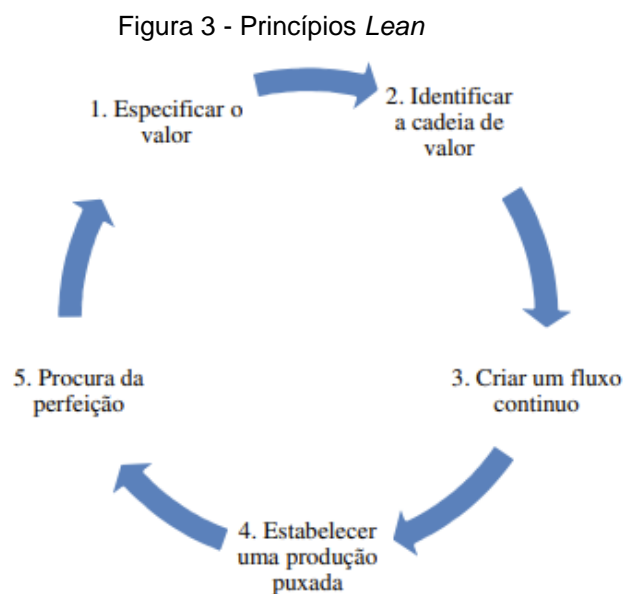 Figura 3 - Princípios Lean
1. Especificar o
valor
2. Identificar
a cadeia de
valor
3. Criar um fluxo
continuo
4. Estabelecer
uma produção
puxada
5. Procura da
perfeição